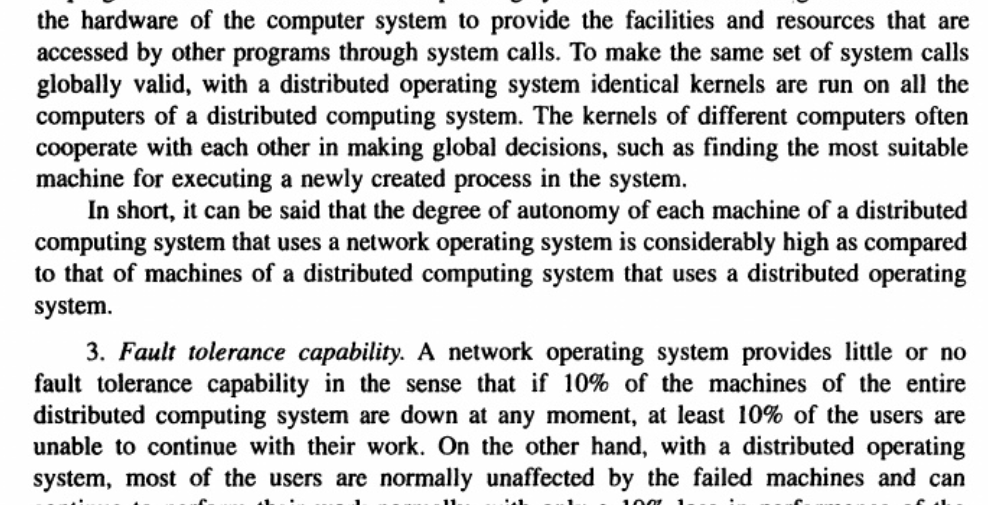 the hardware of the computer system to provide the facilities and resources that are
accessed by other programs through system calls. To make the same set of system calls
globally valid, with a distributed operating system identical kernels are run on all the
computers of a distributed computing system. The kernels of different computers often
cooperate with each other in making global decisions, such as finding the most suitable
machine for executing a newly created process in the system.
In short, it can be said that the degree of autonomy of each machine of a distributed
computing system that uses a network operating system is considerably high as compared
to that of machines of a distributed computing system that uses a distributed operating
system.
3. Fault tolerance capability. A network operating system provides little or no
fault tolerance capability in the sense that if 10% of the machines of the entire
distributed computing system are down at any moment, at least 10% of the users are
unable to continue with their work. On the other hand, with a distributed operating
system, most of the users are normally unaffected by the failed machines and can